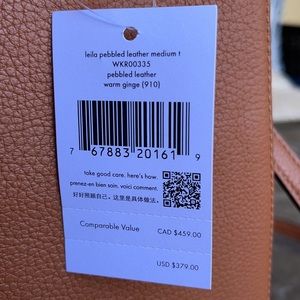 leila pebbled leather medium t
WKR00335
pebbled leather
warm ginge (910)
7 67883 20161 9
take good care. here's how.
prenez-en bien soin. voici comment.
好好照顾自己。这里是具体做法。
Comparable Value CAD $459.00
USD $379.00